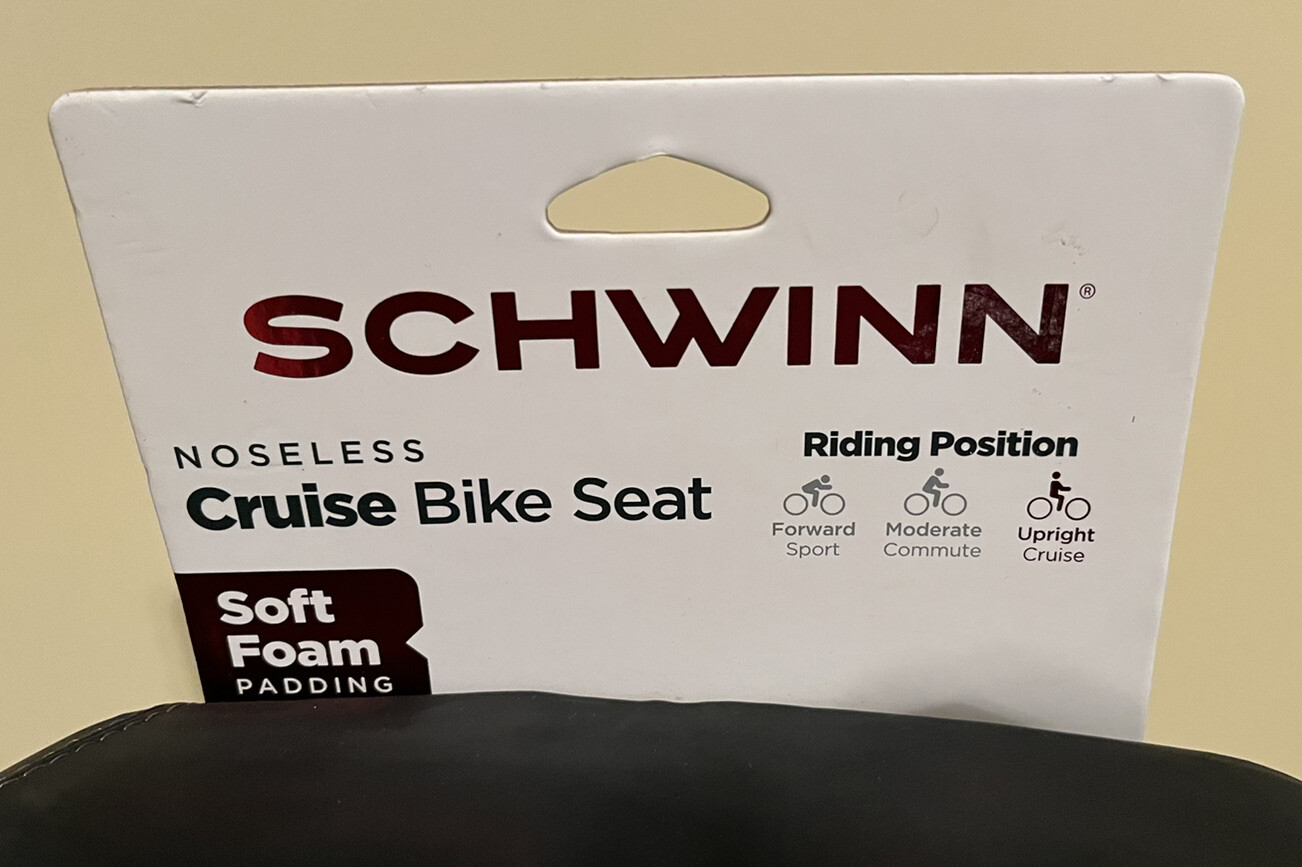 SCHWINN®
NOSELESS
Cruise Bike Seat
Riding Position
Forward
Sport
Moderate
Commute
Upright
Cruise
Soft
Foam
PADDING